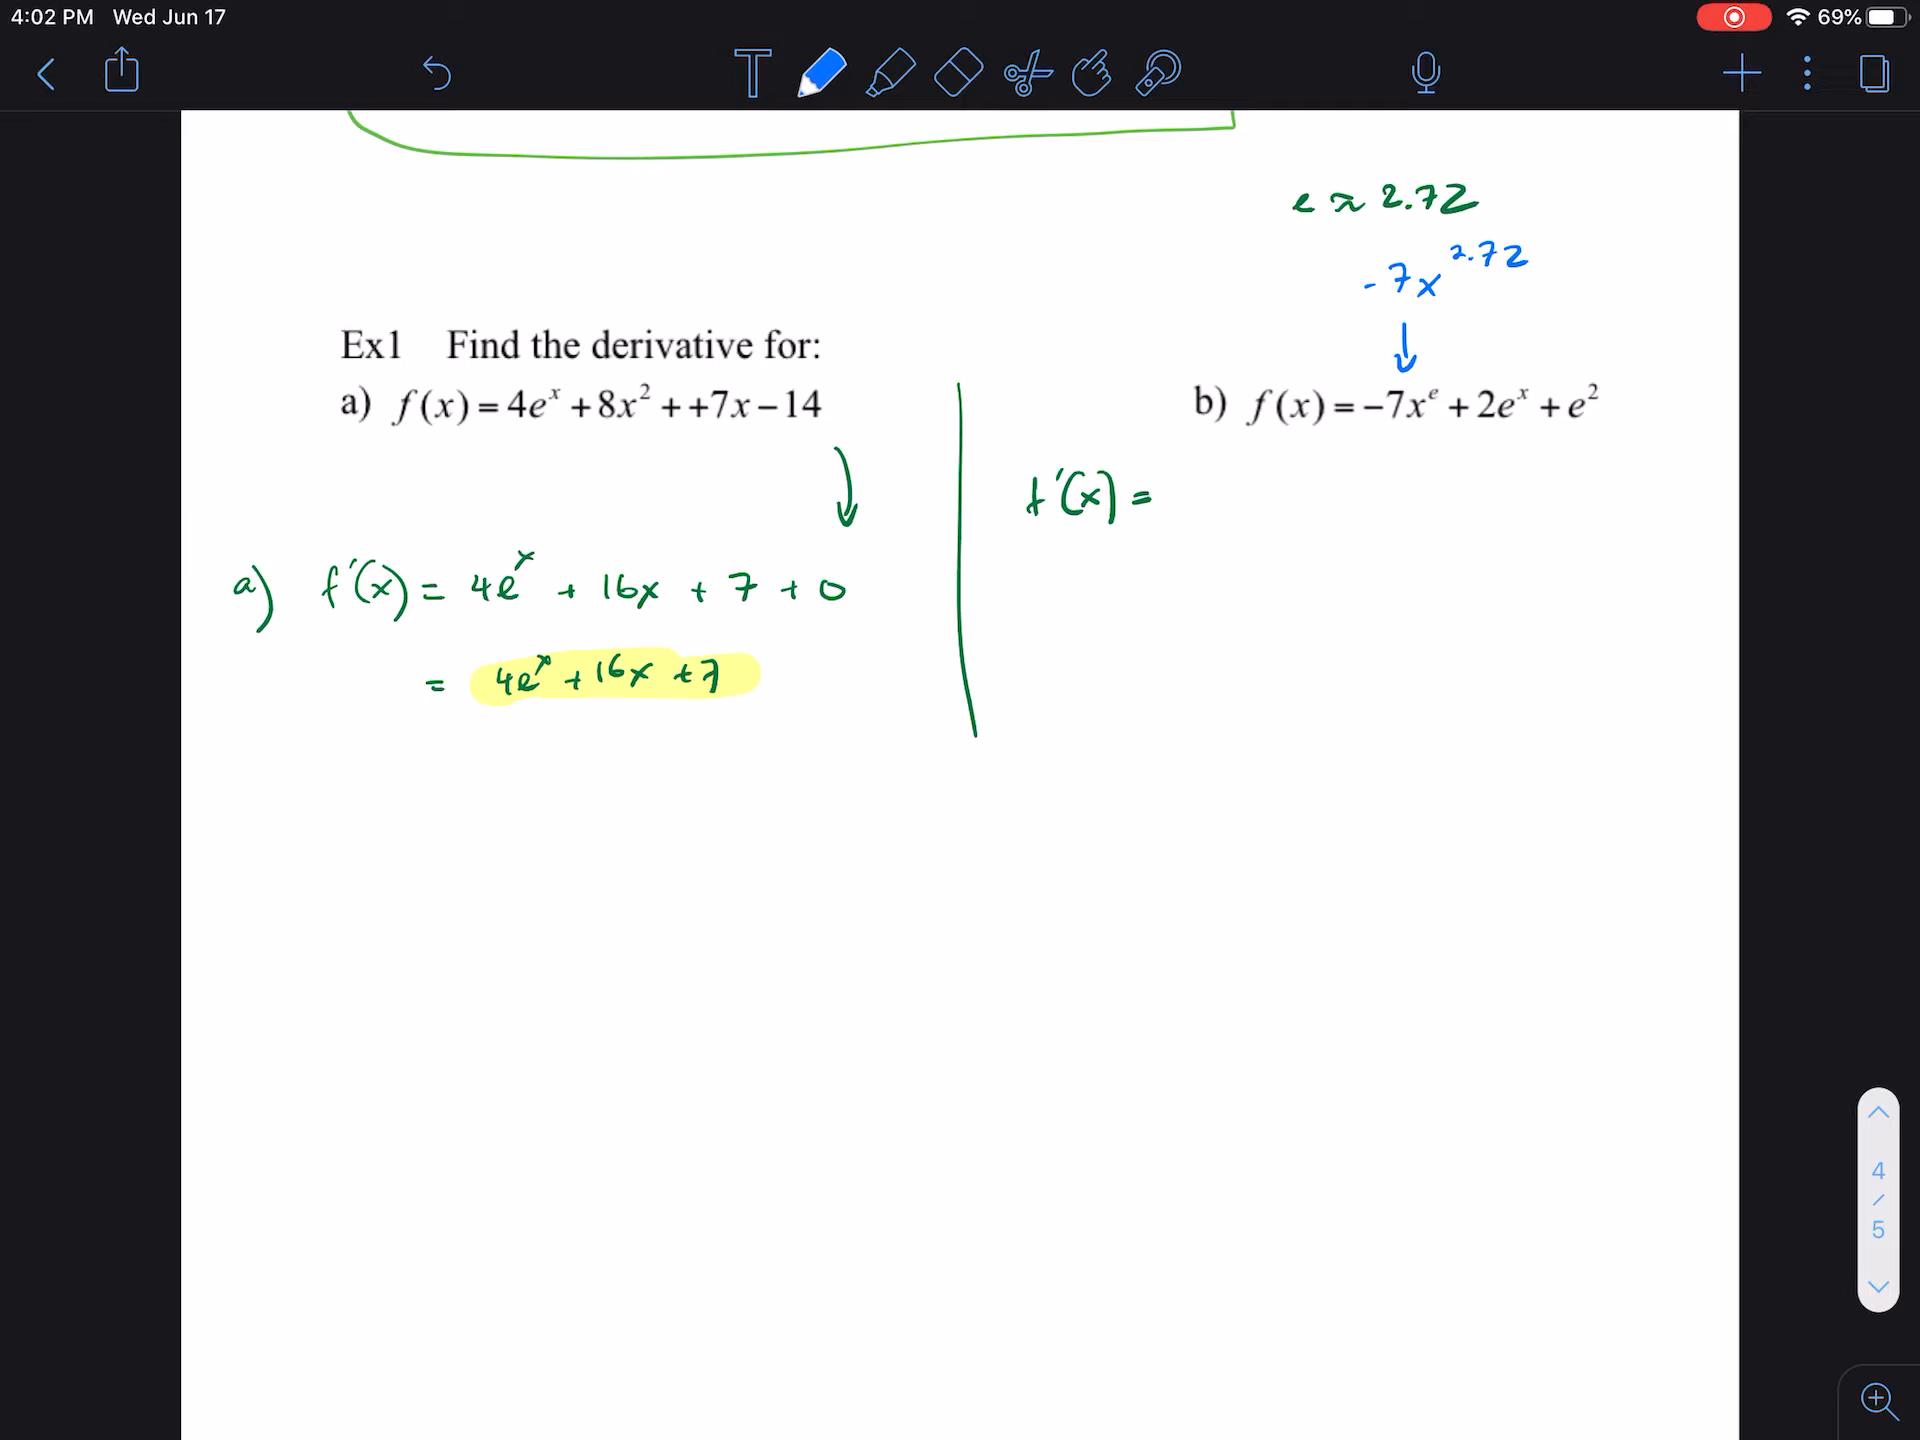 4:02 PM Wed Jun 17
69%
T
e ≈ 2.72
-7x^2.72
Ex1 Find the derivative for:
a) f(x) = 4e^x + 8x^2 + +7x − 14
b) f(x) = −7x^e + 2e^x + e^2
f'(x) =
a) f'(x) = 4e^x + 16x + 7 + 0
= 4e^x + 16x + 7
4
/
5